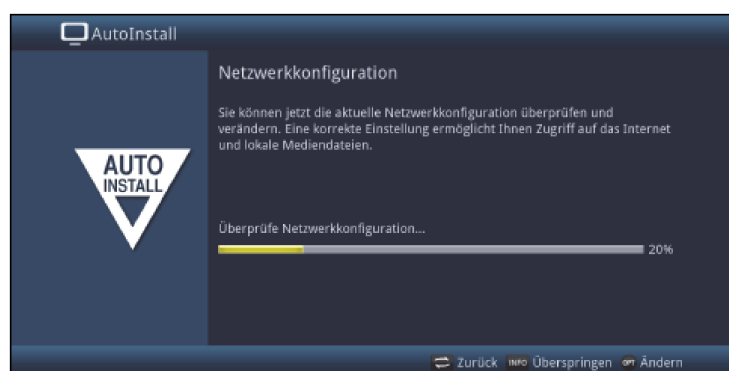 AutoInstall
Netzwerkkonfiguration
Sie können jetzt die aktuelle Netzwerkkonfiguration überprüfen und
verändern. Eine korrekte Einstellung ermöglicht Ihnen Zugriff auf das Internet
und lokale Mediendateien.
AUTO
INSTALL
Überprüfe Netzwerkkonfiguration...
20%
Zurück INFO Überspringen OPT Ändern